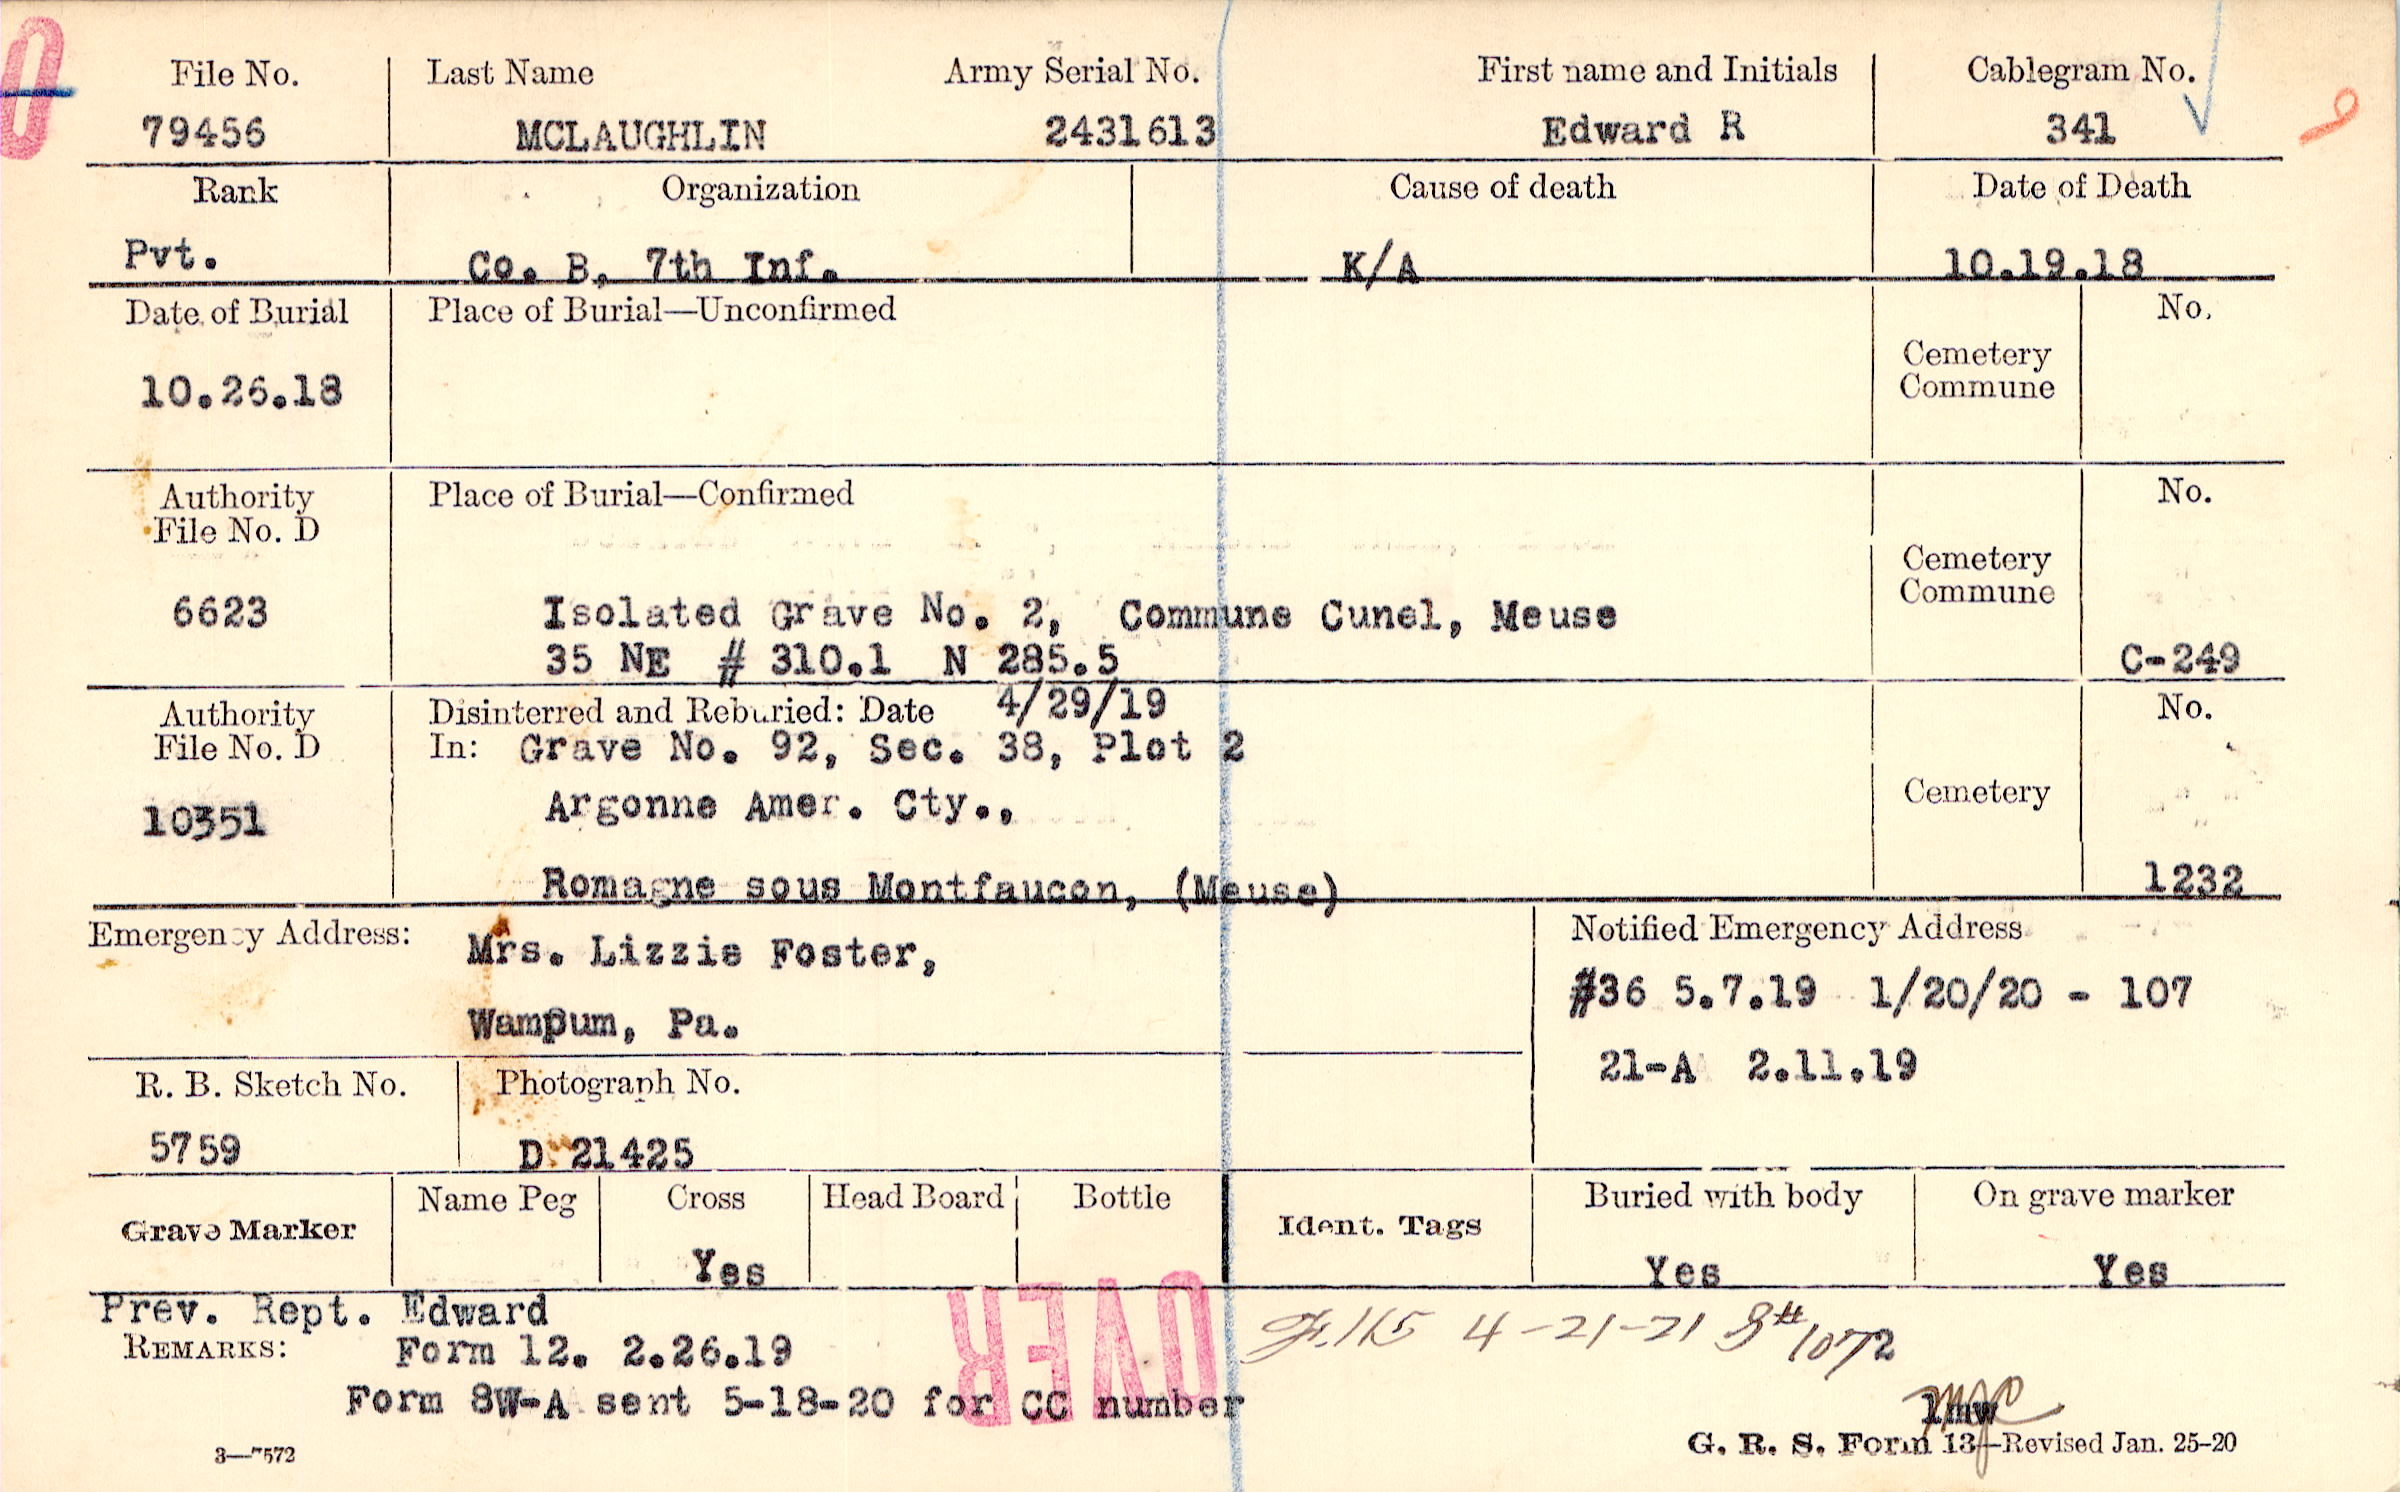 File No. Last Name Army Serial No. First name and Initials Cablegram No.
79456 MCLAUGHLIN 2431613 Edward R 341
Rank Organization Cause of death Date of Death
Pvt. Co. B, 7th Inf. K/A 10.19.18
Date of Burial Place of Burial—Unconfirmed No.
Cemetery
Commune
10.26.18
Authority Place of Burial—Confirmed No.
File No. D
Cemetery
Commune
6623 Isolated Grave No. 2, Commune Cunel, Meuse
35 NE # 310.1 N 285.5 C-249
Authority Disinterred and Reburied: Date 4/29/19 No.
File No. D In: Grave No. 92, Sec. 38, Plot 2
10351 Argonne Amer. Cty., Cemetery
Romagne sous Montfaucon, (Meuse) 1232
Emergency Address: Mrs. Lizzie Foster, Notified Emergency Address
#36 5.7.19 1/20/20 - 107
Wampum, Pa.
21-A 2.11.19
R. B. Sketch No. Photograph No.
5759 D 21425
Grave Marker Name Peg Cross Head Board Bottle Ident. Tags Buried with body On grave marker
Yes Yes Yes
Prev. Rept. Edward
REMARKS: Form 12. 2.26.19
4-21-21 1072
Form 8W-A sent 5-18-20 for CC number
OVER
lmw
3—7572 G. R. S. Form 13—Revised Jan. 25-20